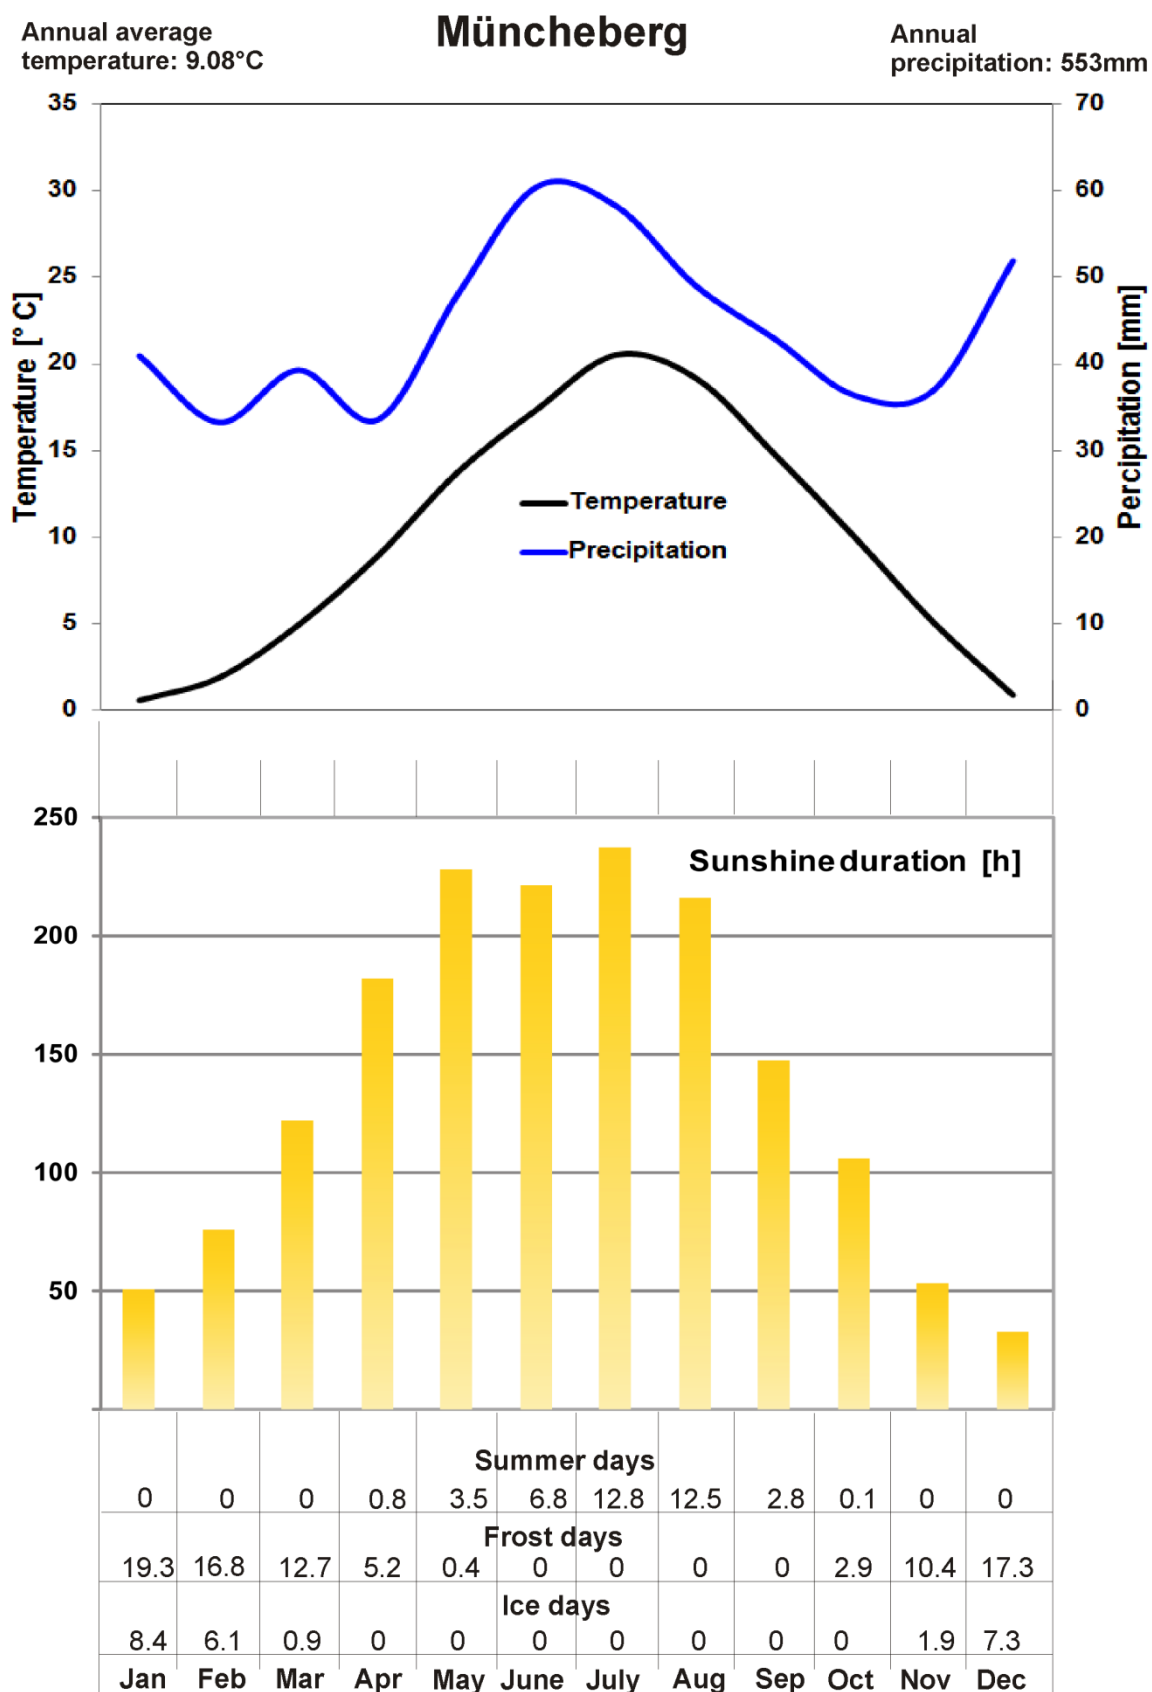 Müncheberg
Annual average
temperature: 9.08°C
Annual
precipitation: 553mm
35
30
25
20
15
10
5
0
Temperature [° C]
70
60
50
40
30
20
10
0
Percipitation [mm]
Temperature
Precipitation
250
200
150
100
50
Sunshine duration [h]
Summer days
0 0 0 0.8 3.5 6.8 12.8 12.5 2.8 0.1 0 0
Frost days
19.3 16.8 12.7 5.2 0.4 0 0 0 0 2.9 10.4 17.3
Ice days
8.4 6.1 0.9 0 0 0 0 0 0 0 1.9 7.3
Jan Feb Mar Apr May June July Aug Sep Oct Nov Dec